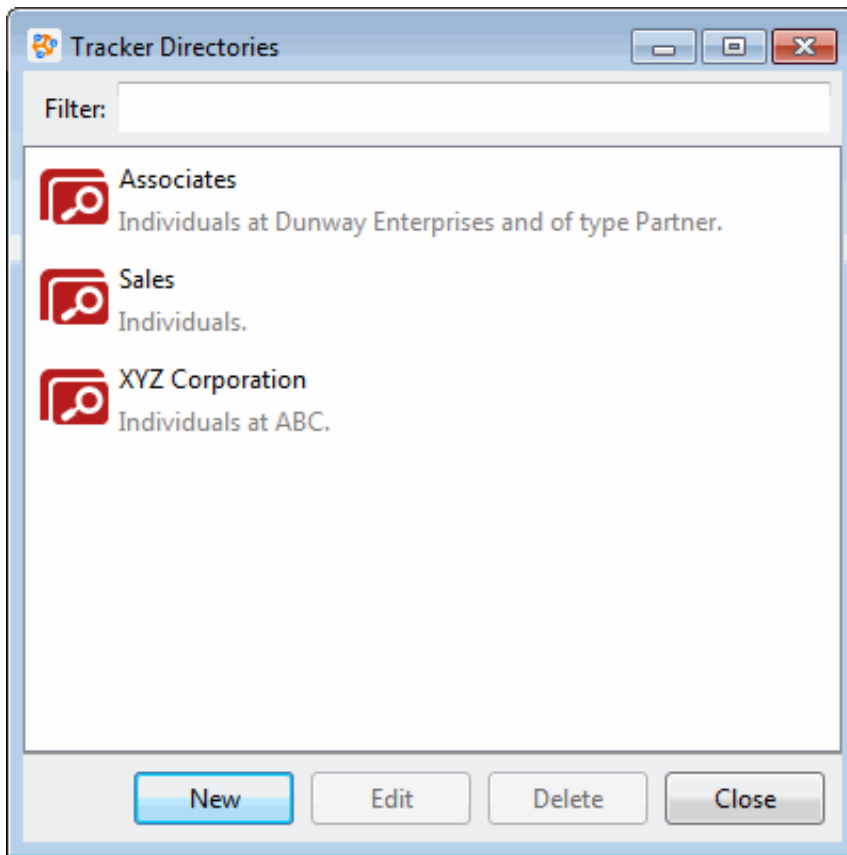 Tracker Directories
Filter:
Associates
Individuals at Dunway Enterprises and of type Partner.
Sales
Individuals.
XYZ Corporation
Individuals at ABC.
New Edit Delete Close